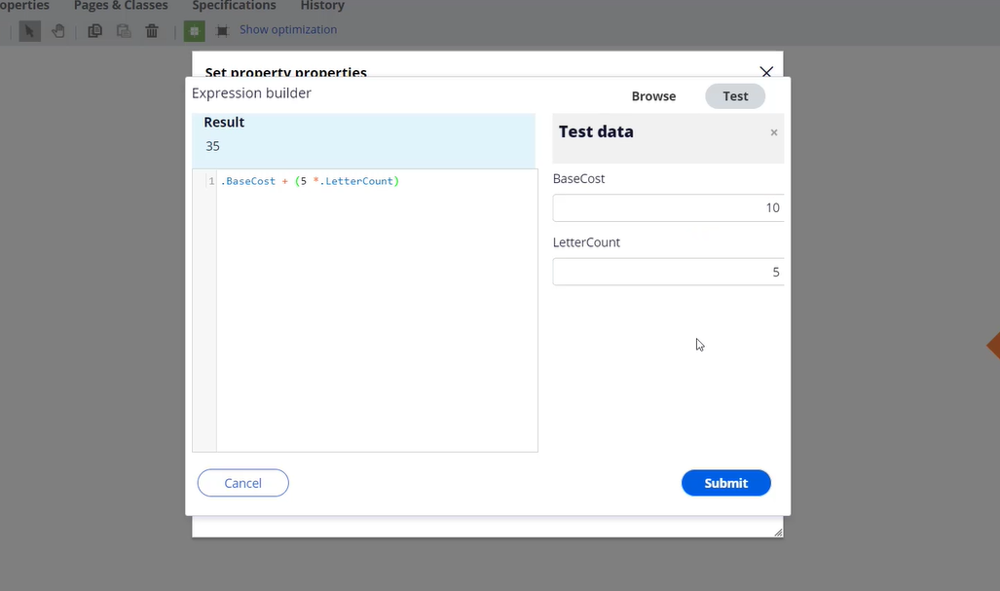 operties Pages & Classes Specifications History
Show optimization
Set property properties
Expression builder Browse Test
Result
35
Test data ×
1 .BaseCost + (5 *.LetterCount)
BaseCost
10
LetterCount
5
Cancel Submit